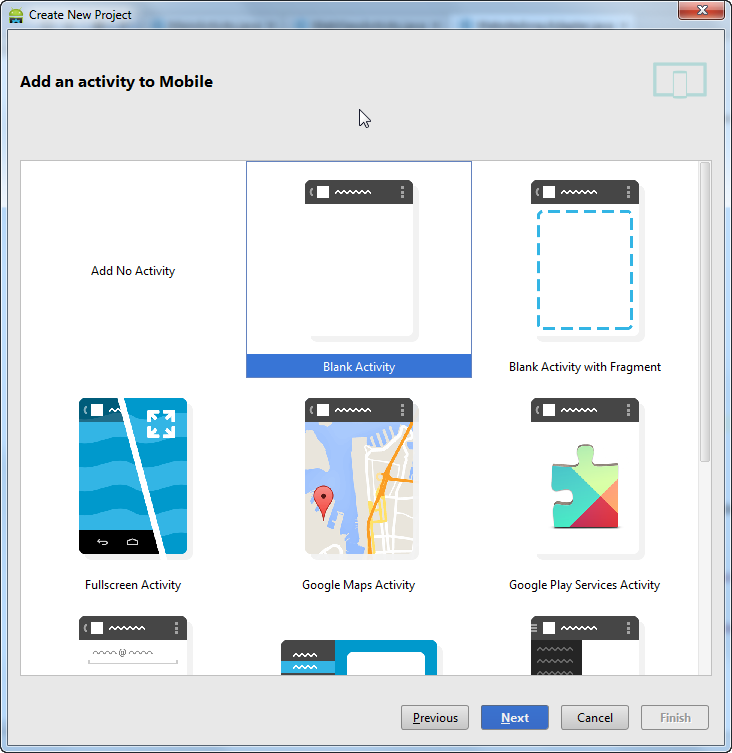 Create New Project
Add an activity to Mobile
Add No Activity
Blank Activity
Blank Activity with Fragment
Fullscreen Activity
Google Maps Activity
Google Play Services Activity
@
Previous
Next
Cancel
Finish